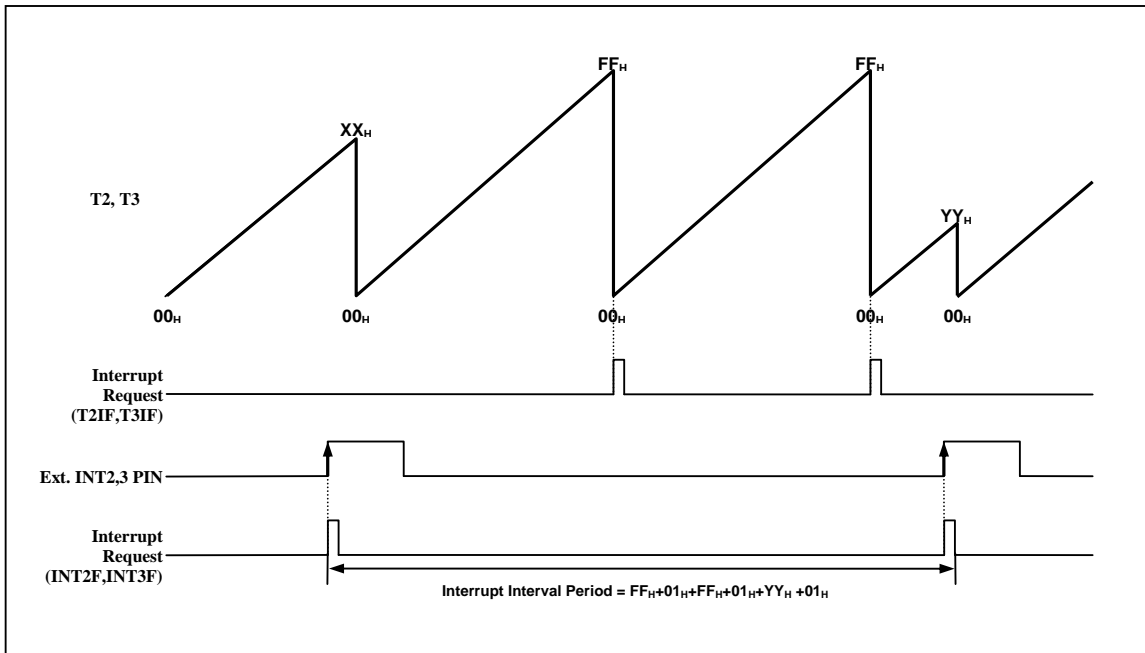 FFH FFH
XXH
T2, T3
YYH
00H 00H 00H 00H 00H
Interrupt
Request
(T2IF,T3IF)
Ext. INT2,3 PIN
Interrupt
Request
(INT2F,INT3F)
Interrupt Interval Period = FFH+01H+FFH+01H+YYH +01H